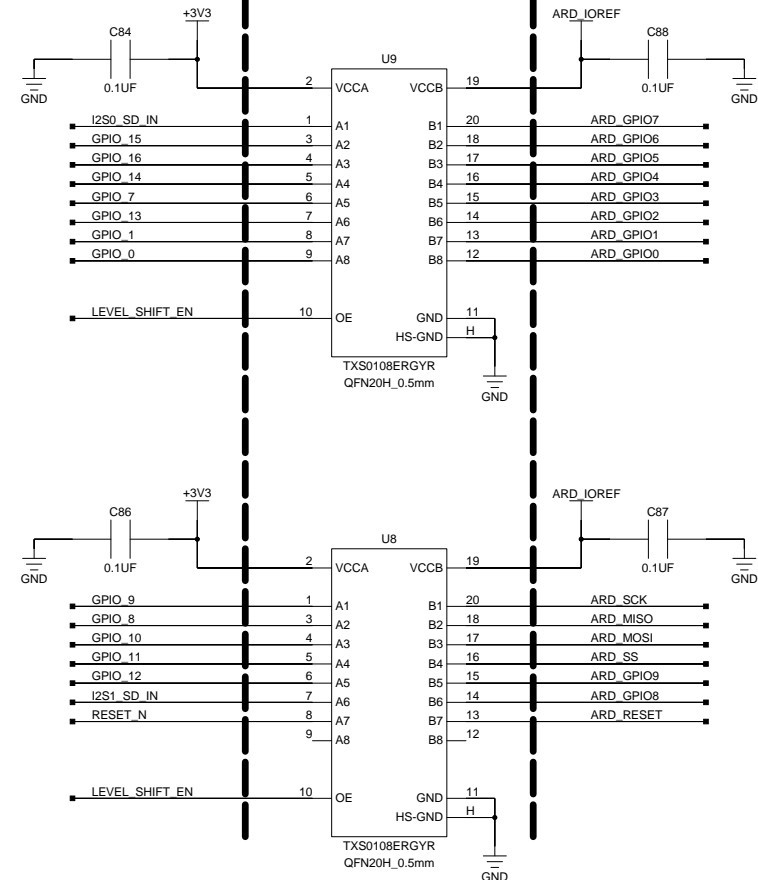 +3V3 ARD_IOREF
C84 C88
U9
0.1UF 2 VCCA VCCB 19 0.1UF
GND GND
I2S0_SD_IN 1 A1 B1 20 ARD_GPIO7
GPIO_15 3 A2 B2 18 ARD_GPIO6
GPIO_16 4 A3 B3 17 ARD_GPIO5
GPIO_14 5 A4 B4 16 ARD_GPIO4
GPIO_7 6 A5 B5 15 ARD_GPIO3
GPIO_13 7 A6 B6 14 ARD_GPIO2
GPIO_1 8 A7 B7 13 ARD_GPIO1
GPIO_0 9 A8 B8 12 ARD_GPIO0
LEVEL_SHIFT_EN 10 OE GND 11
HS-GND H
TXS0108ERGYR
QFN20H_0.5mm
GND
+3V3 ARD_IOREF
C86 C87
U8
0.1UF 2 VCCA VCCB 19 0.1UF
GND GND
GPIO_9 1 A1 B1 20 ARD_SCK
GPIO_8 3 A2 B2 18 ARD_MISO
GPIO_10 4 A3 B3 17 ARD_MOSI
GPIO_11 5 A4 B4 16 ARD_SS
GPIO_12 6 A5 B5 15 ARD_GPIO9
I2S1_SD_IN 7 A6 B6 14 ARD_GPIO8
RESET_N 8 A7 B7 13 ARD_RESET
9 A8 B8 12
LEVEL_SHIFT_EN 10 OE GND 11
HS-GND H
TXS0108ERGYR
QFN20H_0.5mm
GND